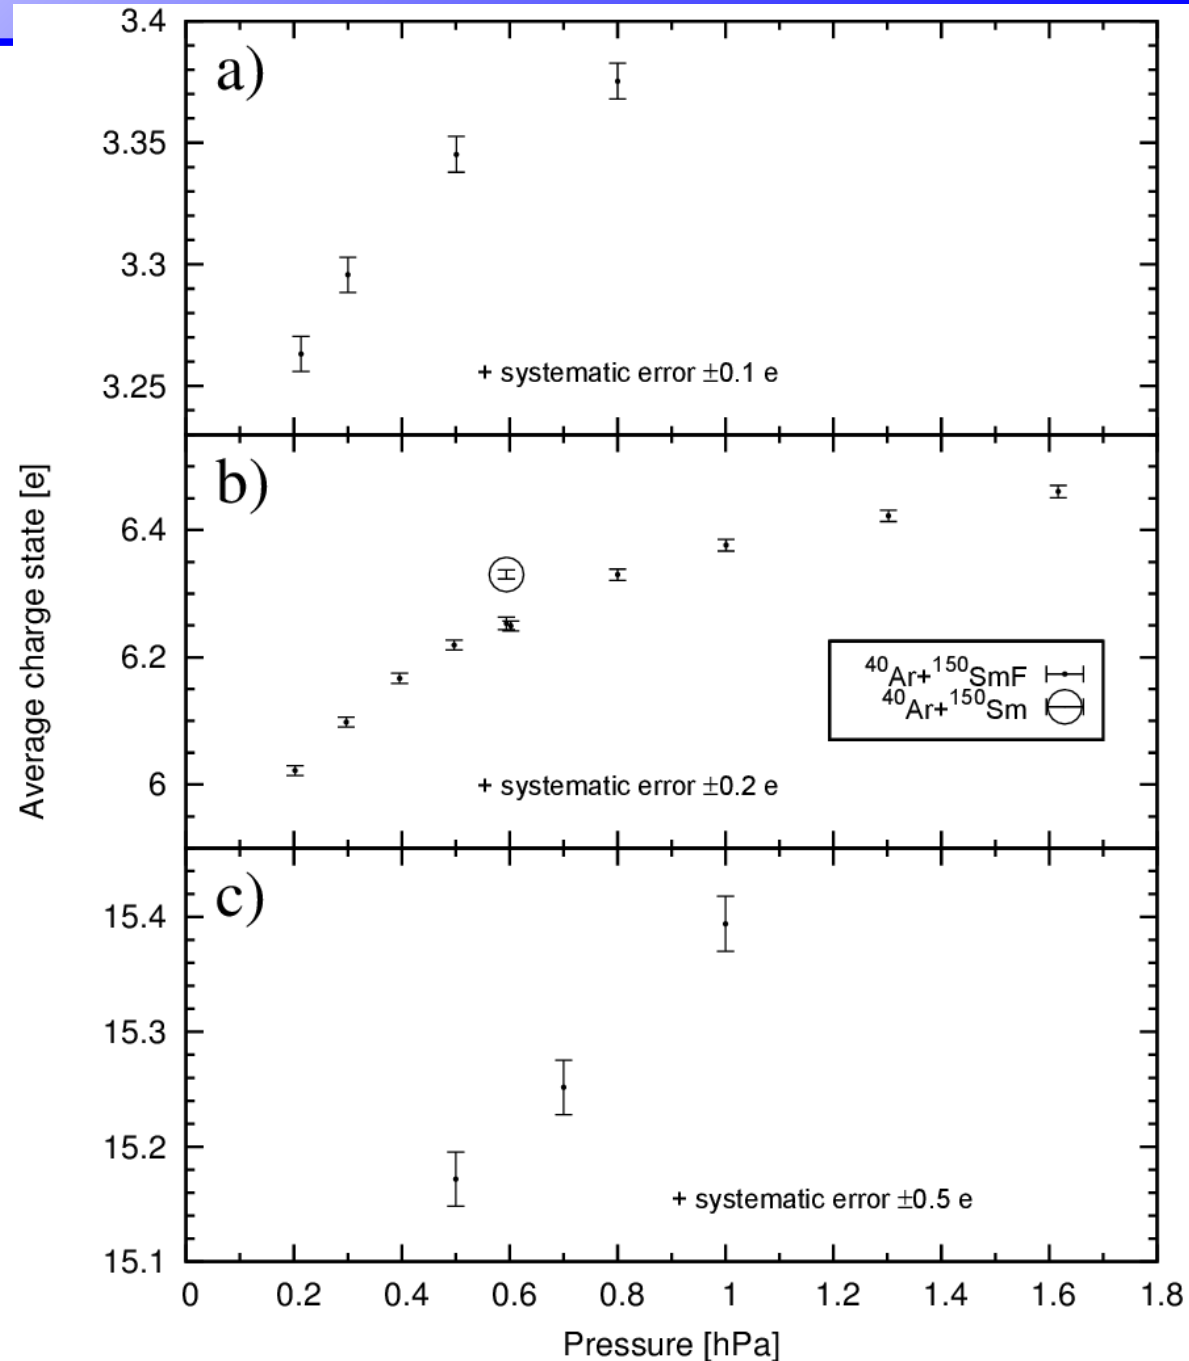 3.4
a)
3.35
3.3
3.25
+ systematic error ±0.1 e
Average charge state [e]
b)
6.4
6.2
6
⁴⁰Ar+¹⁵⁰SmF
⁴⁰Ar+¹⁵⁰Sm
+ systematic error ±0.2 e
c)
15.4
15.3
15.2
15.1
+ systematic error ±0.5 e
0 0.2 0.4 0.6 0.8 1 1.2 1.4 1.6 1.8
Pressure [hPa]